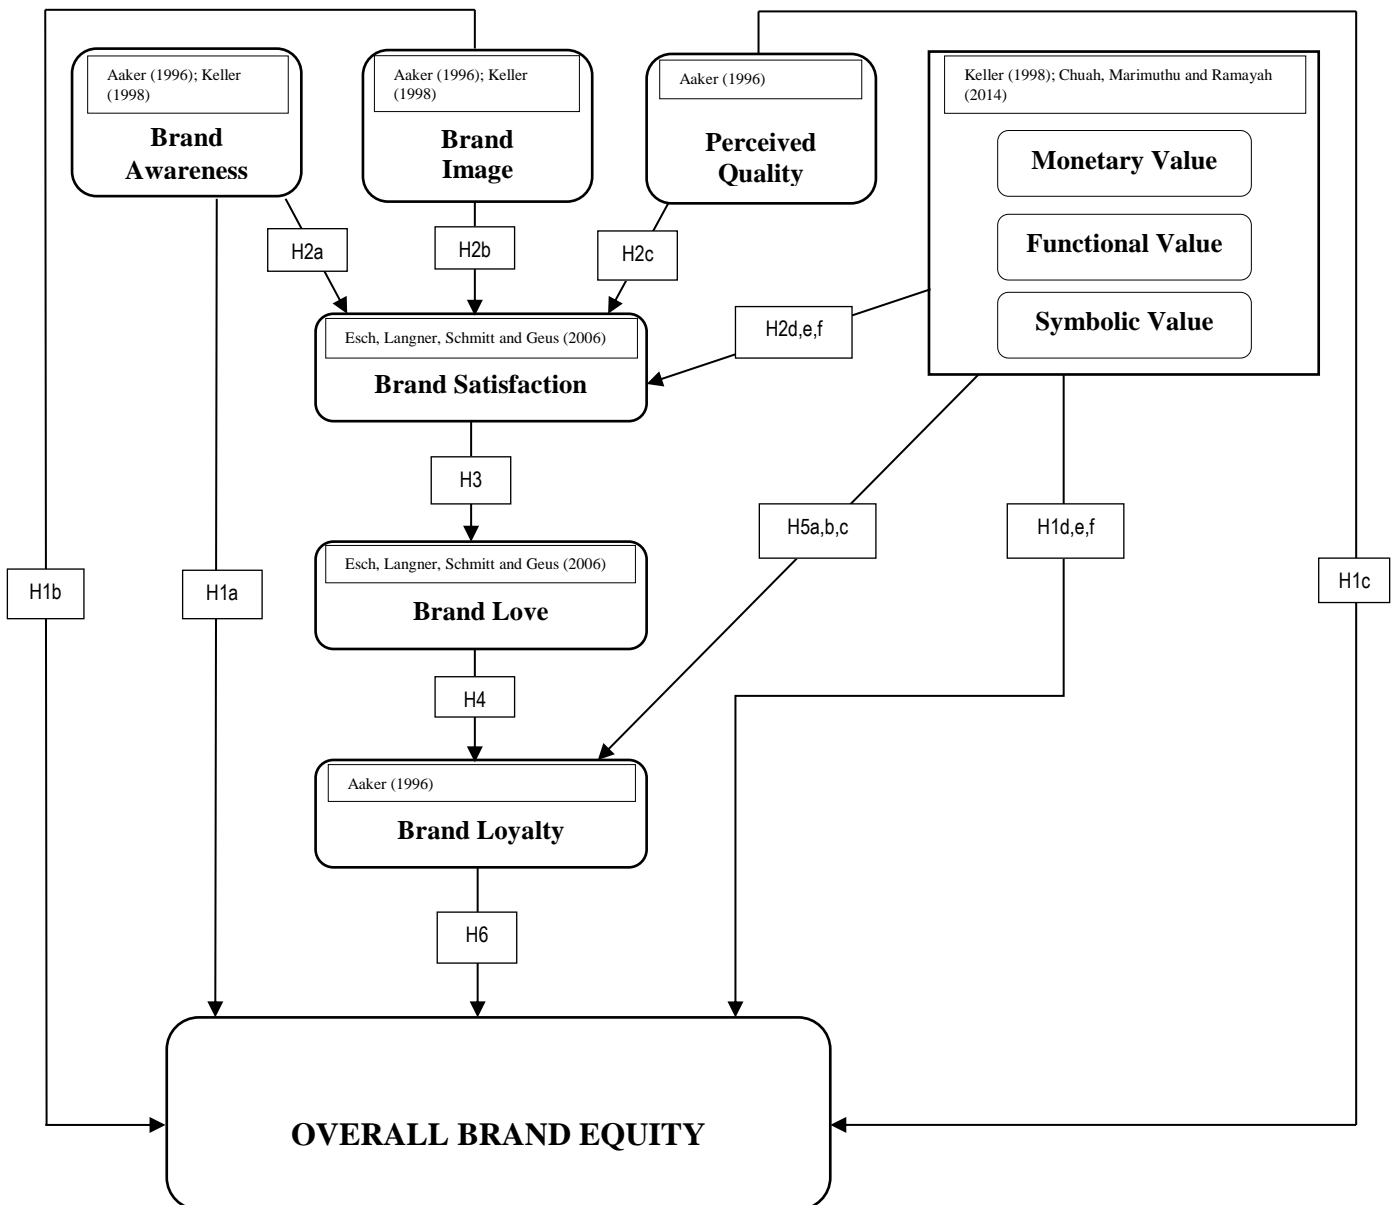 Aaker (1996); Keller
(1998)
Brand
Awareness
Aaker (1996); Keller
(1998)
Brand
Image
Aaker (1996)
Perceived
Quality
Keller (1998); Chuah, Marimuthu and Ramayah
(2014)
Monetary Value
Functional Value
Symbolic Value
H2a
H2b
H2c
H2d,e,f
Esch, Langner, Schmitt and Geus (2006)
Brand Satisfaction
H3
H5a,b,c
H1d,e,f
Esch, Langner, Schmitt and Geus (2006)
Brand Love
H1b
H1a
H1c
H4
Aaker (1996)
Brand Loyalty
H6
OVERALL BRAND EQUITY